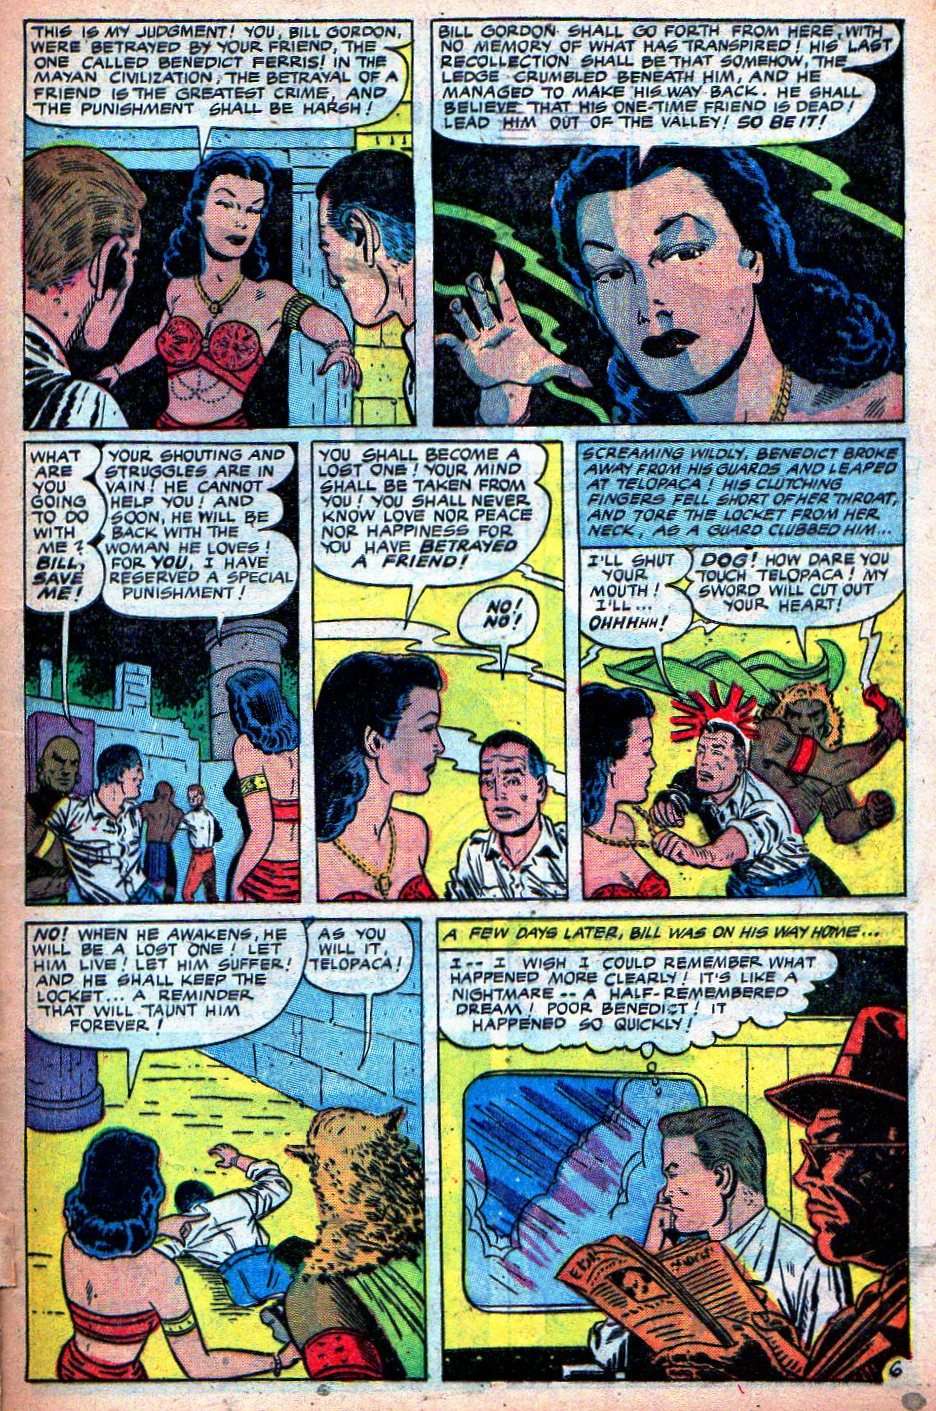 THIS IS MY JUDGMENT! YOU, BILL GORDON,
WERE BETRAYED BY YOUR FRIEND, THE
ONE CALLED BENEDICT FERRIS! IN THE
MAYAN CIVILIZATION, THE BETRAYAL OF A
FRIEND IS THE GREATEST CRIME, AND
THE PUNISHMENT SHALL BE HARSH!
BILL GORDON SHALL GO FORTH FROM HERE, WITH
NO MEMORY OF WHAT HAS TRANSPIRED! HIS LAST
RECOLLECTION SHALL BE THAT SOMEHOW, THE
LEDGE CRUMBLED BENEATH HIM, AND HE
MANAGED TO MAKE HIS WAY BACK. HE SHALL
BELIEVE THAT HIS ONE-TIME FRIEND IS DEAD!
LEAD HIM OUT OF THE VALLEY! SO BE IT!
WHAT
ARE
YOU
GOING
TO DO
WITH
ME?
BILL,
SAVE
ME!
YOUR SHOUTING AND
STRUGGLES ARE IN
VAIN! HE CANNOT
HELP YOU! AND
SOON, HE WILL BE
BACK WITH THE
WOMAN HE LOVES!
FOR YOU, I HAVE
RESERVED A SPECIAL
PUNISHMENT!
YOU SHALL BECOME A
LOST ONE! YOUR MIND
SHALL BE TAKEN FROM
YOU! YOU SHALL NEVER
KNOW LOVE NOR PEACE
NOR HAPPINESS FOR
YOU HAVE BETRAYED
A FRIEND!
NO!
NO!
SCREAMING WILDLY, BENEDICT BROKE
AWAY FROM HIS GUARDS AND LEAPED
AT TELOPACA! HIS CLUTCHING
FINGERS FELL SHORT OF HER THROAT,
AND TORE THE LOCKET FROM HER
NECK, AS A GUARD CLUBBED HIM...
I'LL SHUT
YOUR
MOUTH!
I'LL...
OHHHHH!
DOG! HOW DARE YOU
TOUCH TELOPACA! MY
SWORD WILL CUT OUT
YOUR HEART!
NO! WHEN HE AWAKENS, HE
WILL BE A LOST ONE! LET
HIM LIVE! LET HIM SUFFER!
AND HE SHALL KEEP THE
LOCKET... A REMINDER
THAT WILL TAUNT HIM
FOREVER!
AS YOU
WILL IT,
TELOPACA!
A FEW DAYS LATER, BILL WAS ON HIS WAY HOME...
I-- I WISH I COULD REMEMBER WHAT
HAPPENED MORE CLEARLY! IT'S LIKE A
NIGHTMARE -- A HALF-REMEMBERED
DREAM! POOR BENEDICT! IT
HAPPENED SO QUICKLY!
6